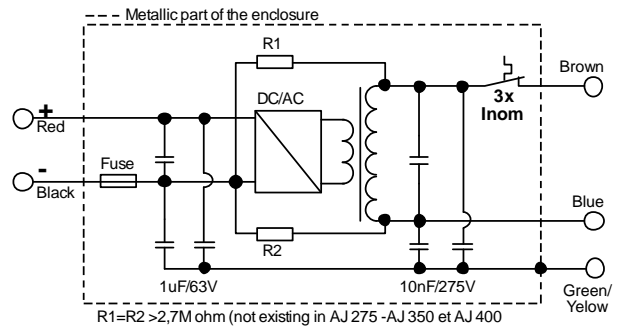 Metallic part of the enclosure
R1
Brown
DC/AC
3x
Inom
+
Red
Fuse
-
Black
Blue
R2
1uF/63V
10nF/275V
Green/
Yelow
R1=R2 >2,7M ohm (not existing in AJ 275 -AJ 350 et AJ 400